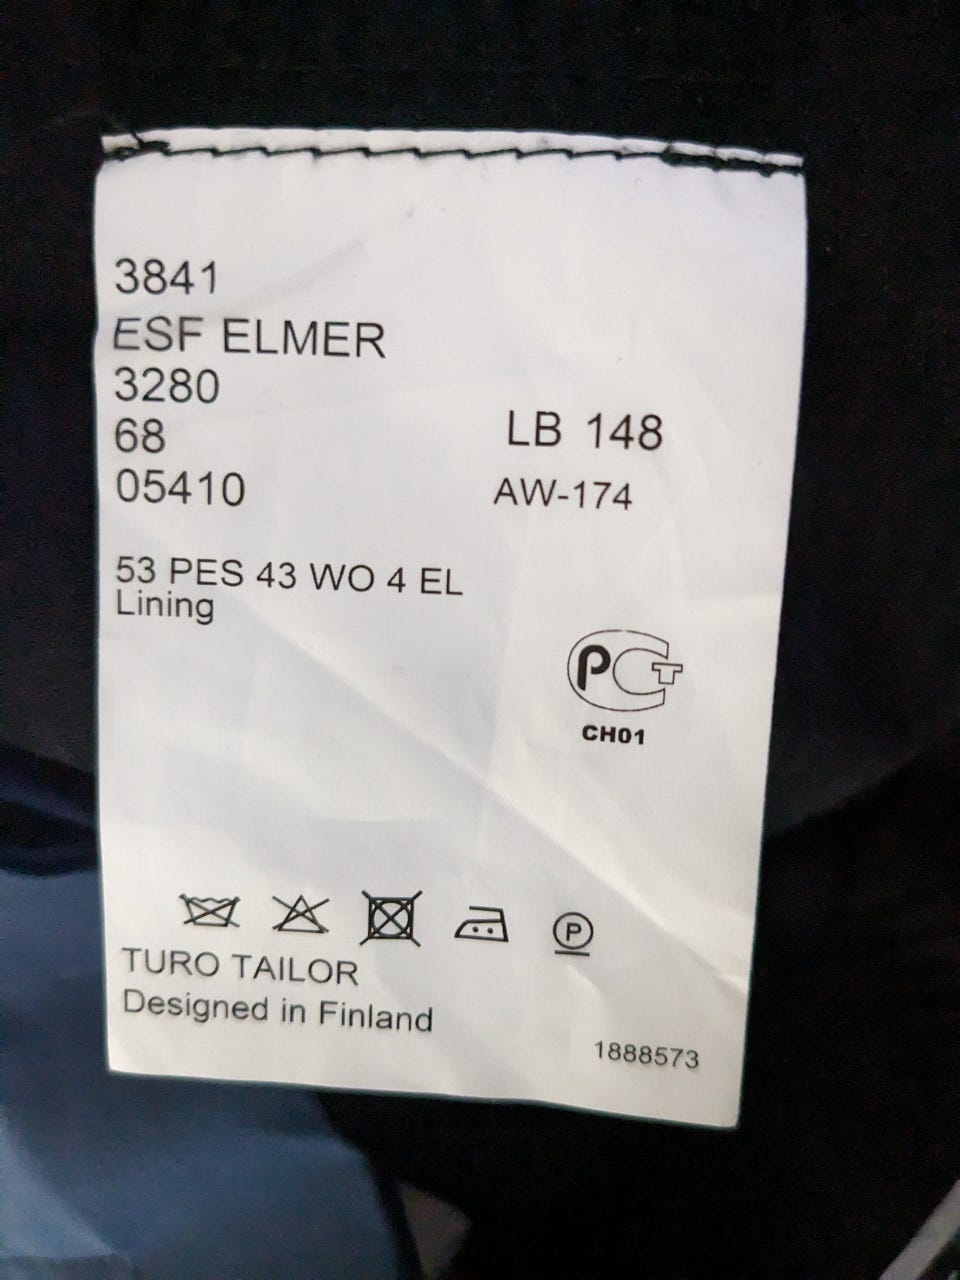 3841
ESF ELMER
3280
68
LB 148
05410
AW-174
53 PES 43 WO 4 EL
Lining
PCT
CH01
P
TURO TAILOR
Designed in Finland
1888573